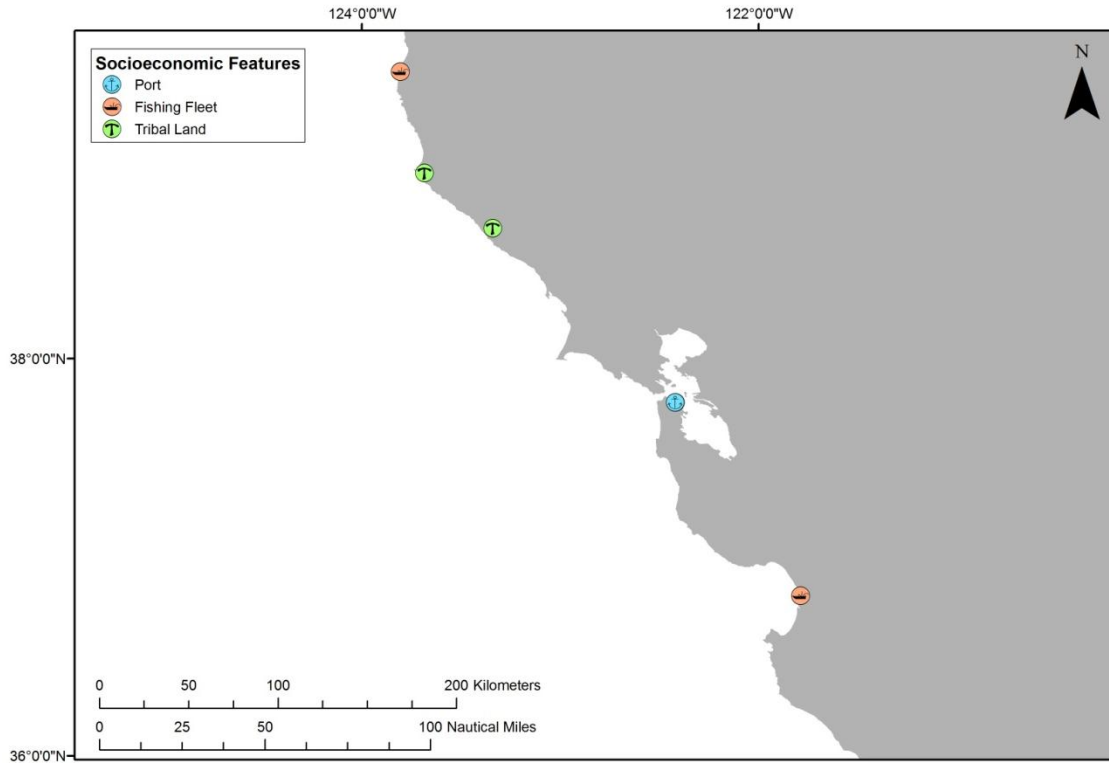 124°0'0"W 122°0'0"W
N
Socioeconomic Features
Port
Fishing Fleet
Tribal Land
38°0'0"N
0 50 100 200 Kilometers
0 25 50 100 Nautical Miles
36°0'0"N